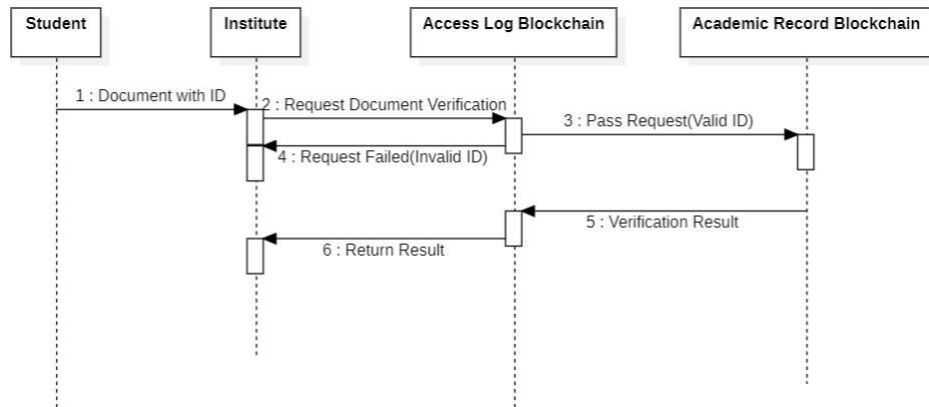 Student
Institute
Access Log Blockchain
Academic Record Blockchain
1 : Document with ID
2 : Request Document Verification
3 : Pass Request(Valid ID)
4 : Request Failed(Invalid ID)
5 : Verification Result
6 : Return Result